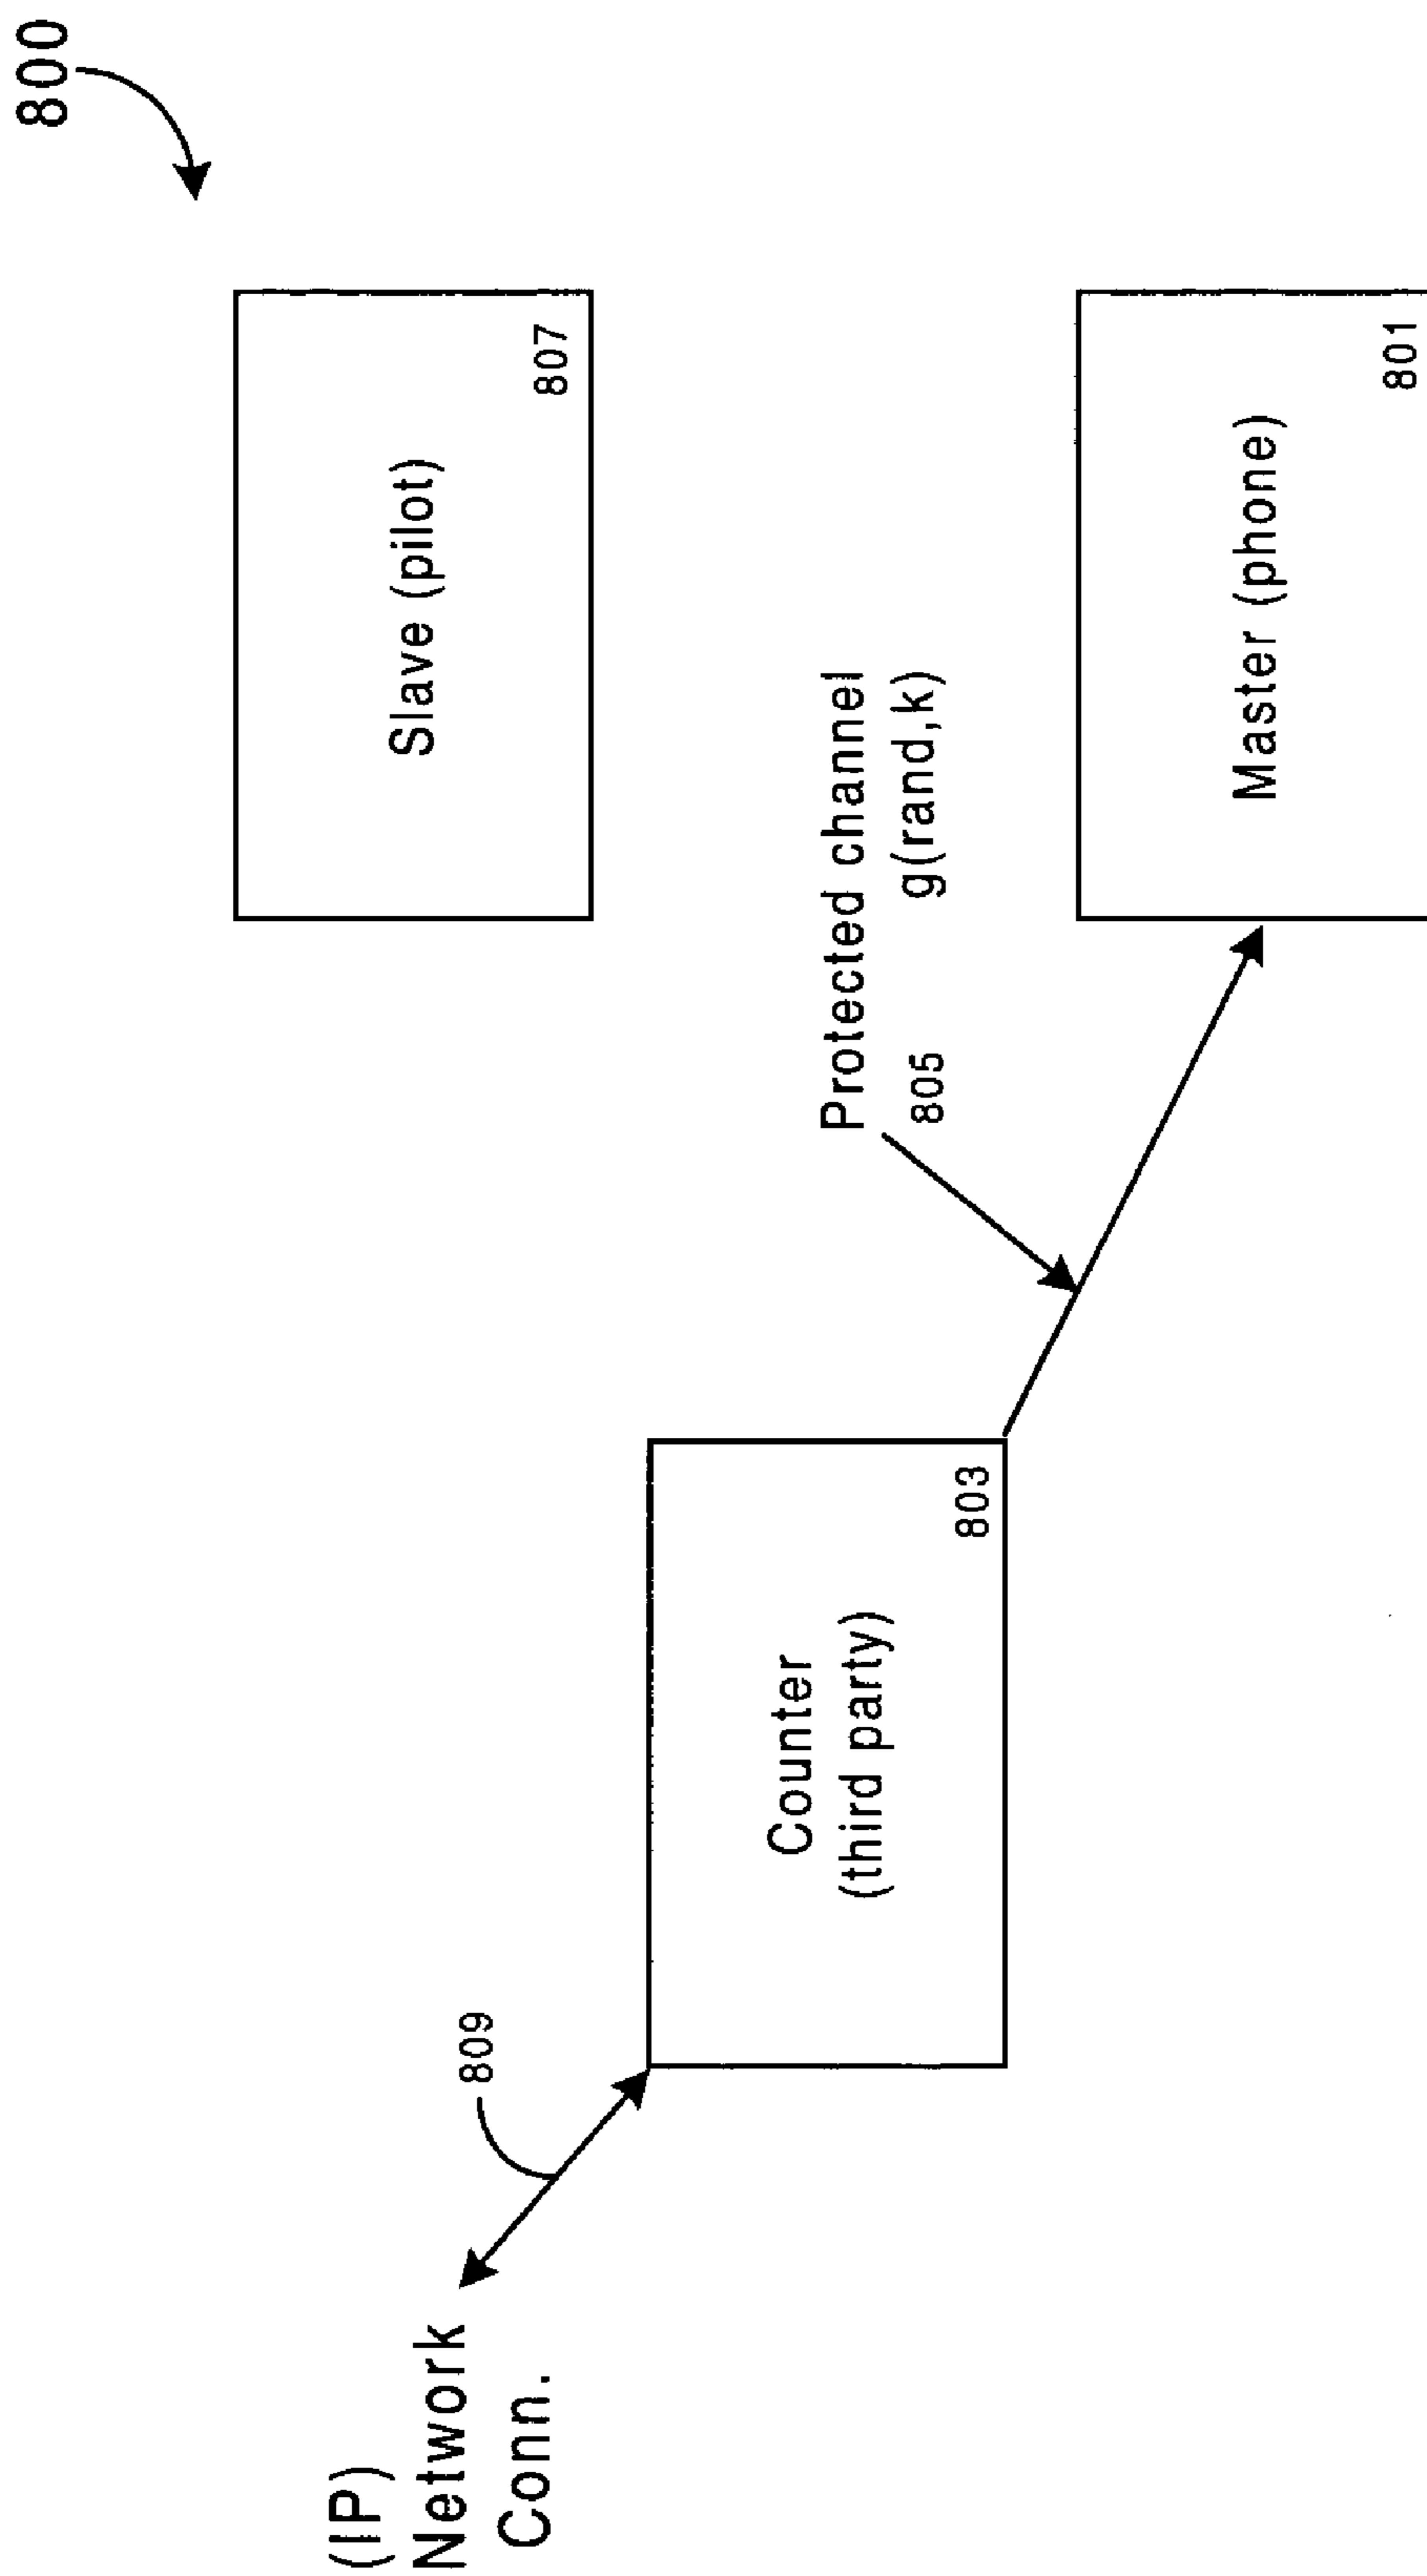 800
Slave (pilot)
807
(IP)
Network
Conn.
809
Counter
(third party)
803
Protected channel
805 g(rand,k)
Master (phone)
801